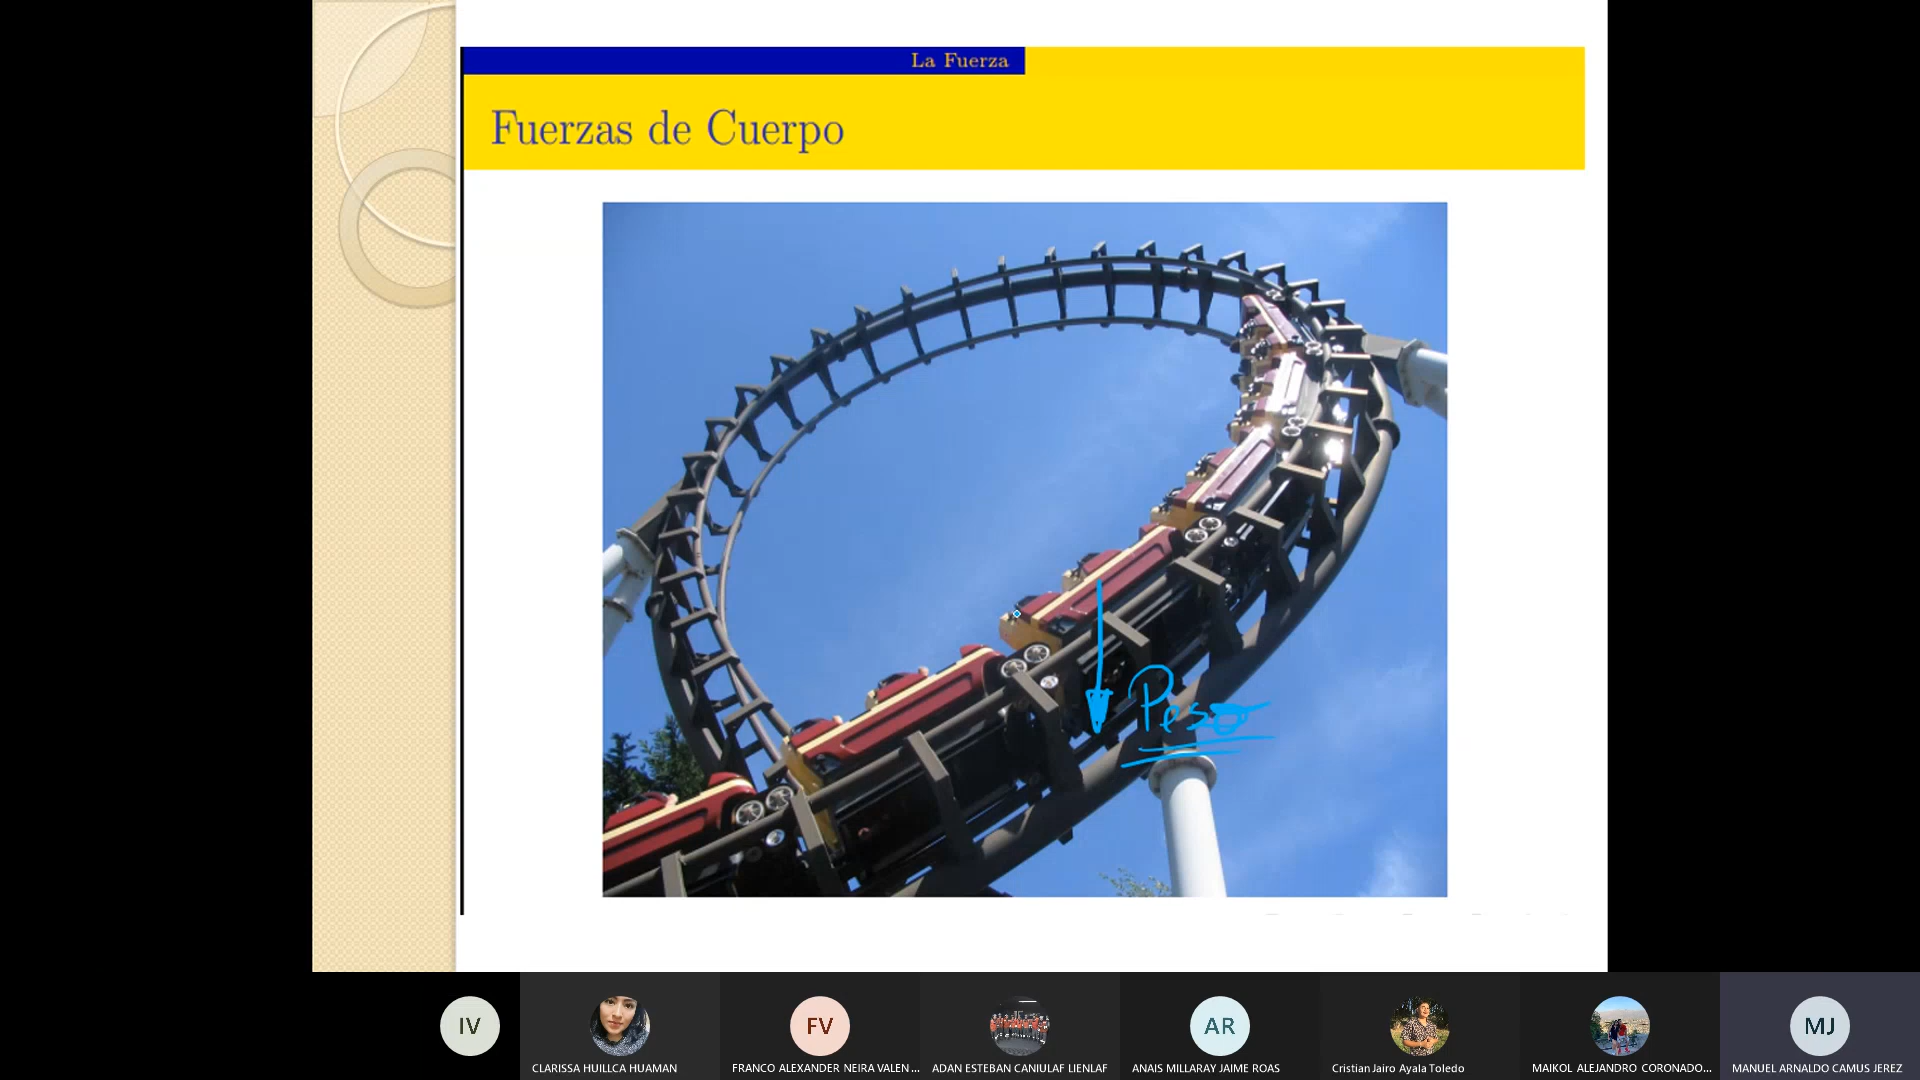 La Fuerza
Fuerzas de Cuerpo
Peso
IV
FV
AR
MJ
CLARISSA HUILLCA HUAMAN
FRANCO ALEXANDER NEIRA VALEN...
ADAN ESTEBAN CANIULAF LIENLAF
ANAIS MILLARAY JAIME ROAS
Cristian Jairo Ayala Toledo
MAIKOL ALEJANDRO CORONADO...
MANUEL ARNALDO CAMUS JEREZ